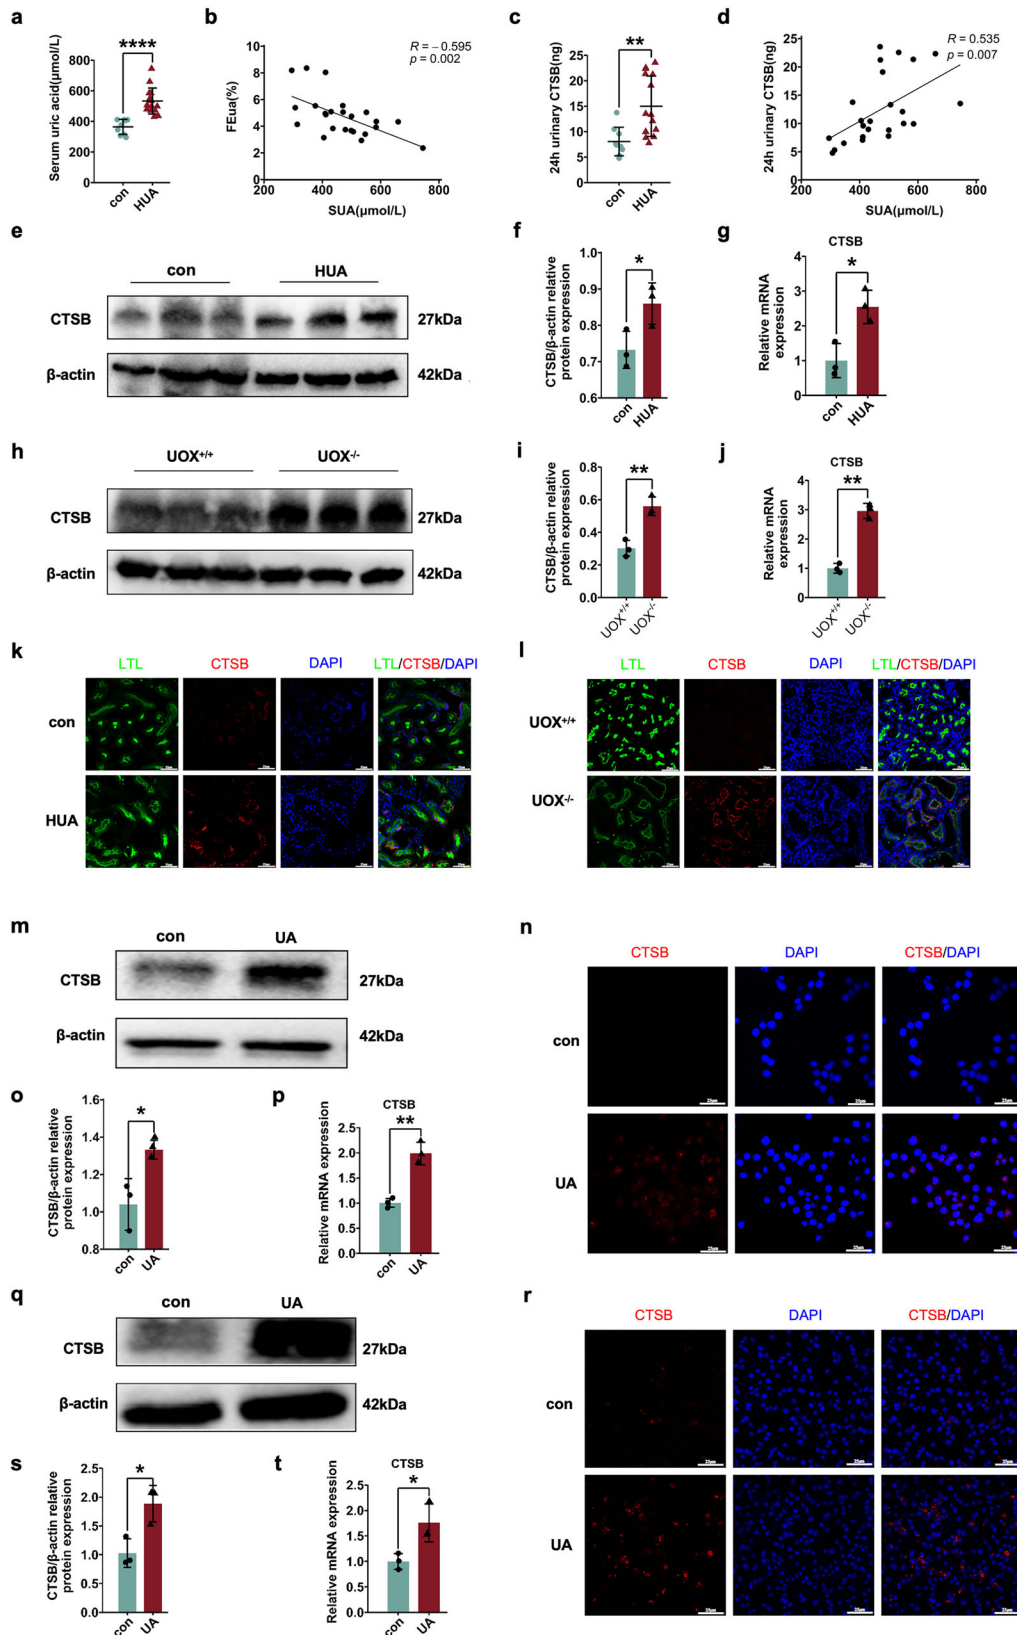 a
Serum uric acid(μmol/L)
800
600
400
200
0
****
con
HUA
b
FEua(%)
10
8
6
4
2
0
200
400
600
800
SUA(μmol/L)
R = – 0.595
p = 0.002
c
24h urinary CTSB(ng)
25
20
15
10
5
0
**
con
HUA
d
24h urinary CTSB(ng)
25
20
15
10
5
0
200
400
600
800
SUA(μmol/L)
R = 0.535
p = 0.007
e
con
HUA
CTSB
27kDa
β-actin
42kDa
f
CTSB/β-actin relative
protein expression
1.0
0.9
0.8
0.7
0.6
*
con
HUA
g
CTSB
Relative mRNA
expression
4
3
2
1
0
*
con
HUA
h
UOX+/+
UOX-/-
CTSB
27kDa
β-actin
42kDa
i
CTSB/β-actin relative
protein expression
0.8
0.6
0.4
0.2
0.0
**
UOX+/+
UOX-/-
j
CTSB
Relative mRNA
expression
4
3
2
1
0
**
UOX+/+
UOX-/-
k
LTL
CTSB
DAPI
LTL/CTSB/DAPI
con
HUA
l
LTL
CTSB
DAPI
LTL/CTSB/DAPI
UOX+/+
UOX-/-
m
con
UA
CTSB
27kDa
β-actin
42kDa
n
CTSB
DAPI
CTSB/DAPI
con
25μm
25μm
25μm
UA
25μm
25μm
25μm
o
CTSB/β-actin relative
protein expression
1.6
1.4
1.2
1.0
0.8
*
con
UA
p
CTSB
Relative mRNA expression
2.5
2.0
1.5
1.0
0.5
0.0
**
con
UA
q
con
UA
CTSB
27kDa
β-actin
42kDa
r
CTSB
DAPI
CTSB/DAPI
con
25μm
25μm
25μm
UA
25μm
25μm
25μm
s
CTSB/β-actin relative
protein expression
2.5
2.0
1.5
1.0
0.5
0.0
*
con
UA
t
CTSB
Relative mRNA expression
2.5
2.0
1.5
1.0
0.5
0.0
*
con
UA